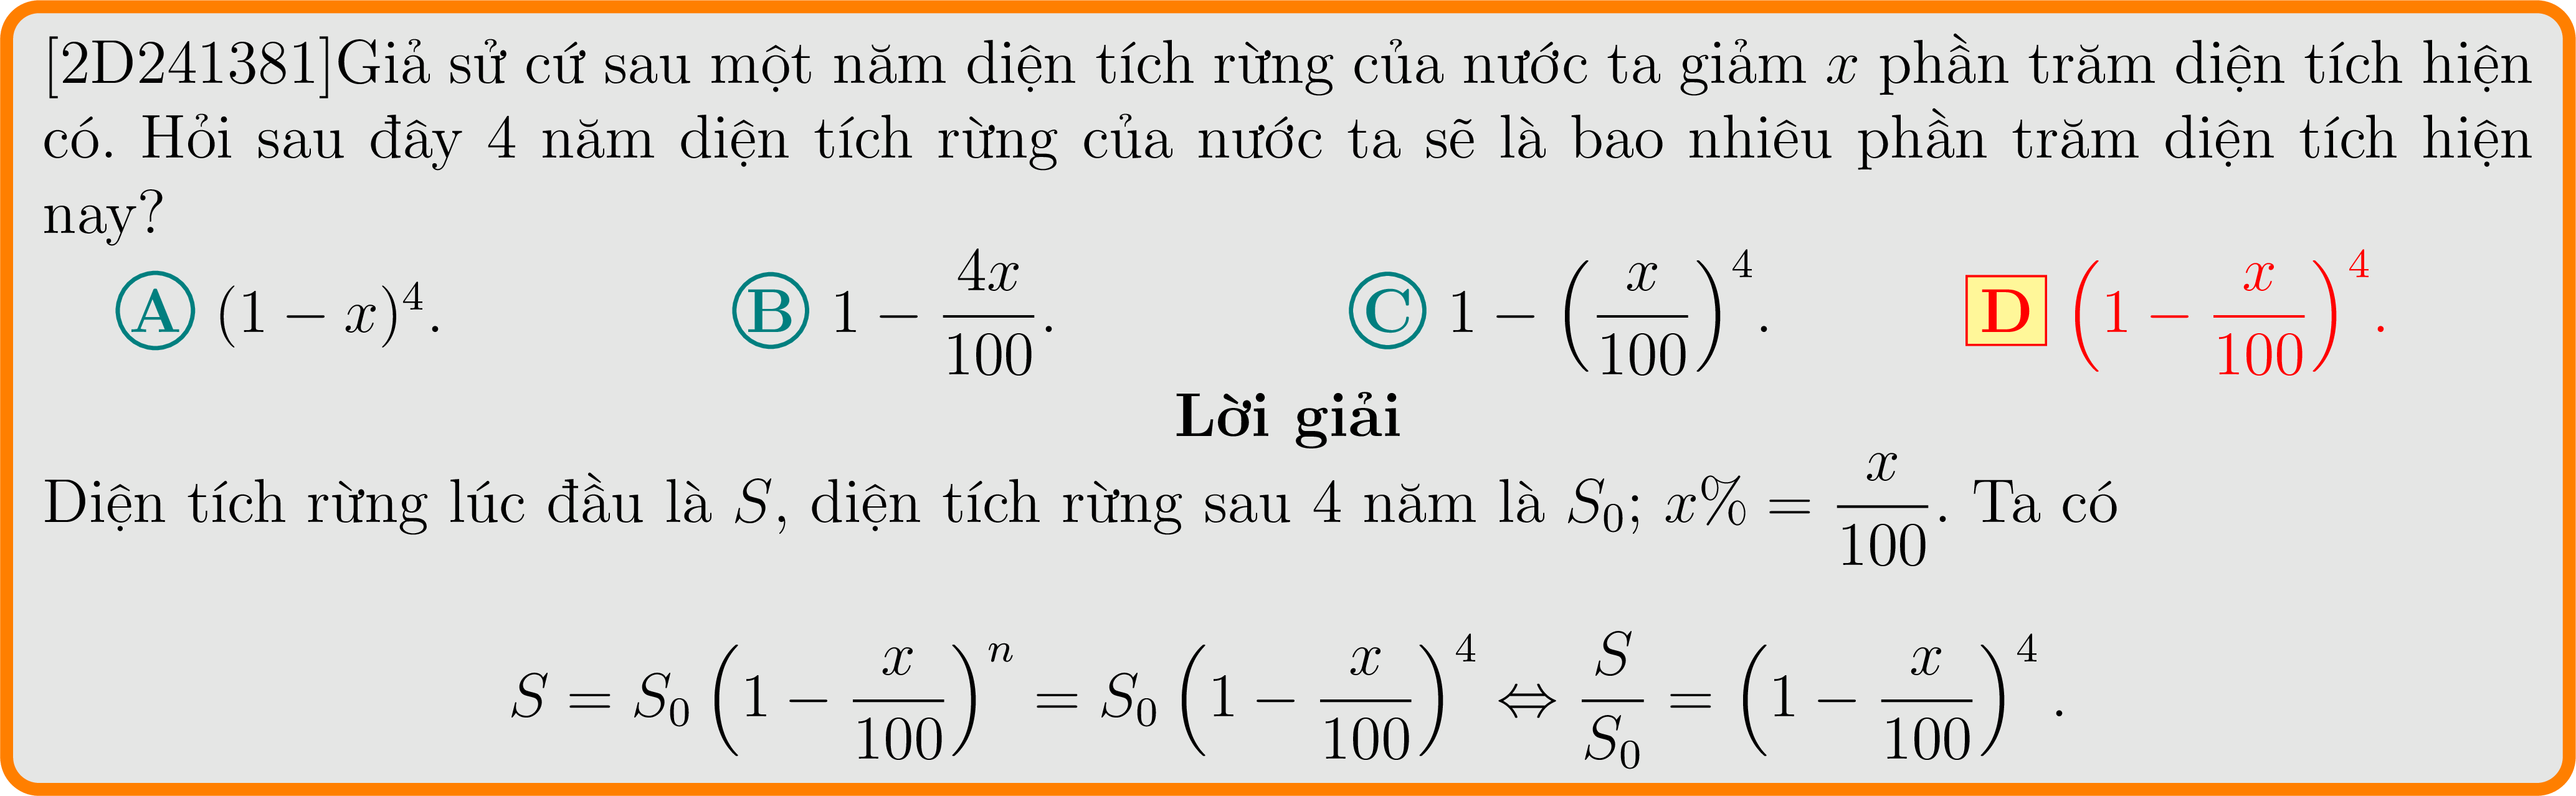 [2D241381]Giả sử cứ sau một năm diện tích rừng của nước ta giảm x phần trăm diện tích hiện
có. Hỏi sau đây 4 năm diện tích rừng của nước ta sẽ là bao nhiêu phần trăm diện tích hiện
nay?
A $(1-x)^4$. B $1-\frac{4x}{100}$. C $1-\left(\frac{x}{100}\right)^4$. D $\left(1-\frac{x}{100}\right)^4$.
Lời giải
Diện tích rừng lúc đầu là $S$, diện tích rừng sau 4 năm là $S_0$; $x\% = \frac{x}{100}$. Ta có
$S = S_0\left(1-\frac{x}{100}\right)^n = S_0\left(1-\frac{x}{100}\right)^4 \Leftrightarrow \frac{S}{S_0} = \left(1-\frac{x}{100}\right)^4.$